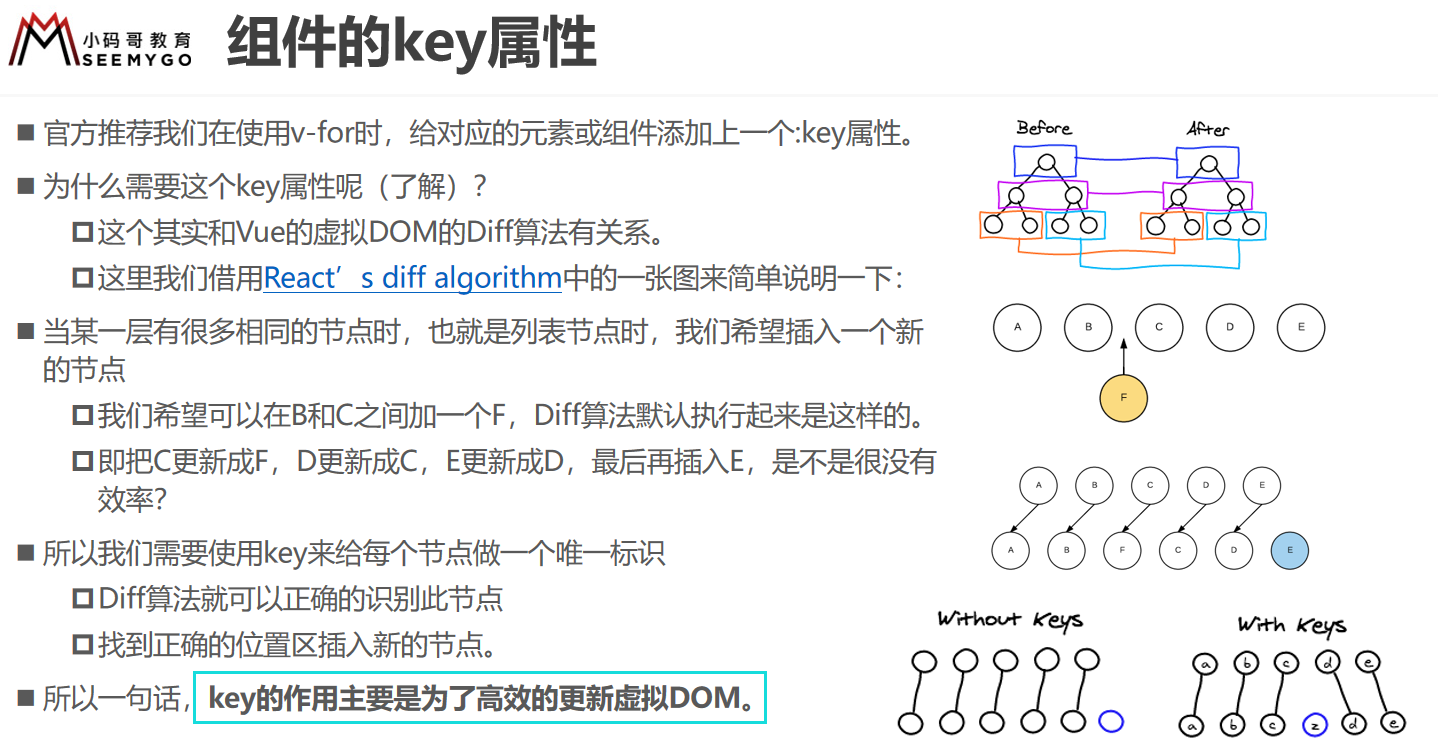 小码哥教育
SEEMYGO
组件的key属性
■ 官方推荐我们在使用v-for时，给对应的元素或组件添加上一个:key属性。
■ 为什么需要这个key属性呢（了解）？
这个其实和Vue的虚拟DOM的Diff算法有关系。
这里我们借用React’s diff algorithm中的一张图来简单说明一下：
■ 当某一层有很多相同的节点时，也就是列表节点时，我们希望插入一个新
的节点
我们希望可以在B和C之间加一个F，Diff算法默认执行起来是这样的。
即把C更新成F，D更新成C，E更新成D，最后再插入E，是不是很没有
效率？
■ 所以我们需要使用key来给每个节点做一个唯一标识
Diff算法就可以正确的识别此节点
找到正确的位置区插入新的节点。
■ 所以一句话，key的作用主要是为了高效的更新虚拟DOM。
Before After
A B C D E
F
A B C D E
A B F C D E
Without Keys
With Keys
a b c d e
a b c z d e